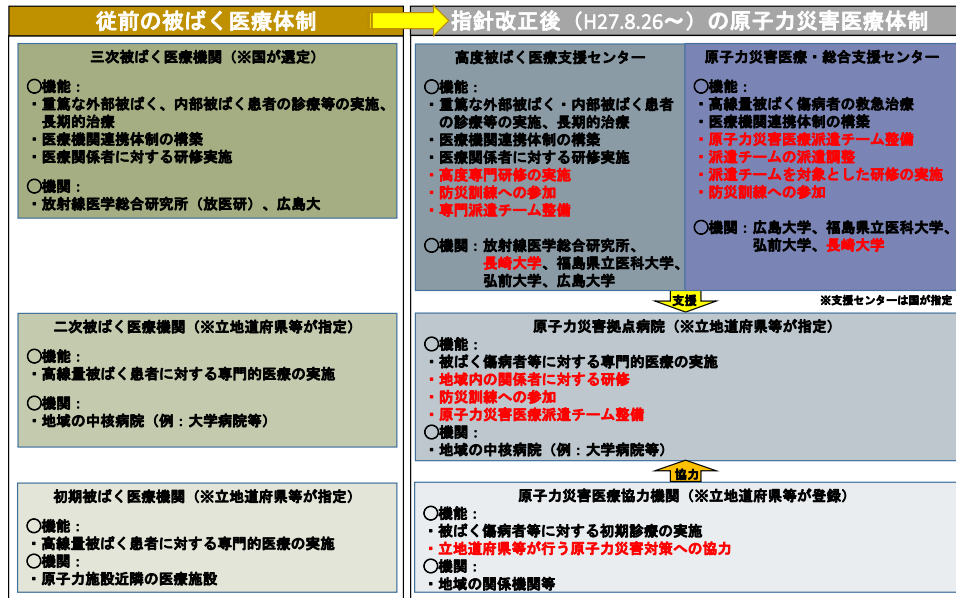 従前の被ばく医療体制
三次被ばく医療機関（※国が選定）
○機能：
・重篤な外部被ばく、内部被ばく患者の診療等の実施、
長期的治療
・医療機関連携体制の構築
・医療関係者に対する研修実施
○機関：
・放射線医学総合研究所（放医研）、広島大
二次被ばく医療機関（※立地道府県等が指定）
○機能：
・高線量被ばく患者に対する専門的医療の実施
○機関：
・地域の中核病院（例：大学病院等）
初期被ばく医療機関（※立地道府県等が指定）
○機能：
・高線量被ばく患者に対する専門的医療の実施
○機関：
・原子力施設近隣の医療施設
指針改正後（H27.8.26～）の原子力災害医療体制
高度被ばく医療支援センター
○機能：
・重篤な外部被ばく・内部被ばく患者
の診療等の実施、長期的治療
・医療機関連携体制の構築
・医療関係者に対する研修実施
・高度専門研修の実施
・防災訓練への参加
・専門派遣チーム整備
○機関：放射線医学総合研究所、
長崎大学、福島県立医科大学、
弘前大学、広島大学
原子力災害医療・総合支援センター
○機能：
・高線量被ばく傷病者の救急治療
・医療機関連携体制の構築
・原子力災害医療派遣チーム整備
・派遣チームの派遣調整
・派遣チームを対象とした研修の実施
・防災訓練への参加
○機関：広島大学、福島県立医科大学、
弘前大学、長崎大学
支援
※支援センターは国が指定
原子力災害拠点病院（※立地道府県等が指定）
○機能：
・被ばく傷病者等に対する専門的医療の実施
・地域内の関係者に対する研修
・防災訓練への参加
・原子力災害医療派遣チーム整備
○機関：
・地域の中核病院（例：大学病院等）
協力
原子力災害医療協力機関（※立地道府県等が登録）
○機能：
・被ばく傷病者等に対する初期診療の実施
・立地道府県等が行う原子力災害対策への協力
○機関：
・地域の関係機関等